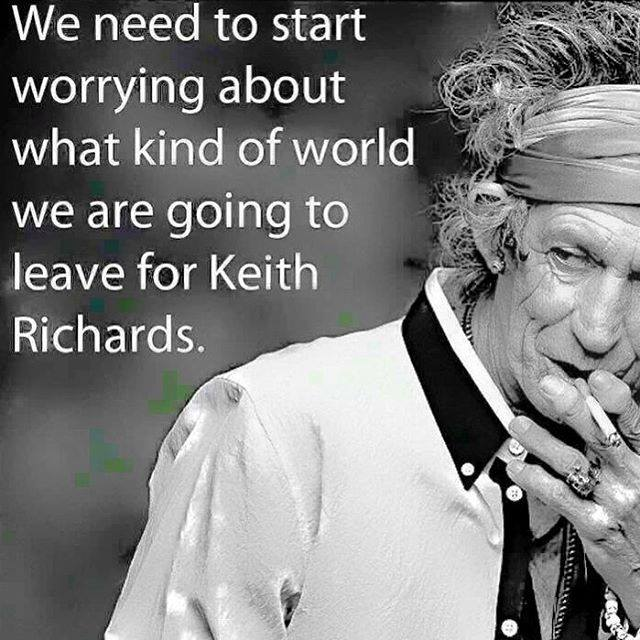 We need to start
worrying about
what kind of world
we are going to
leave for Keith
Richards.